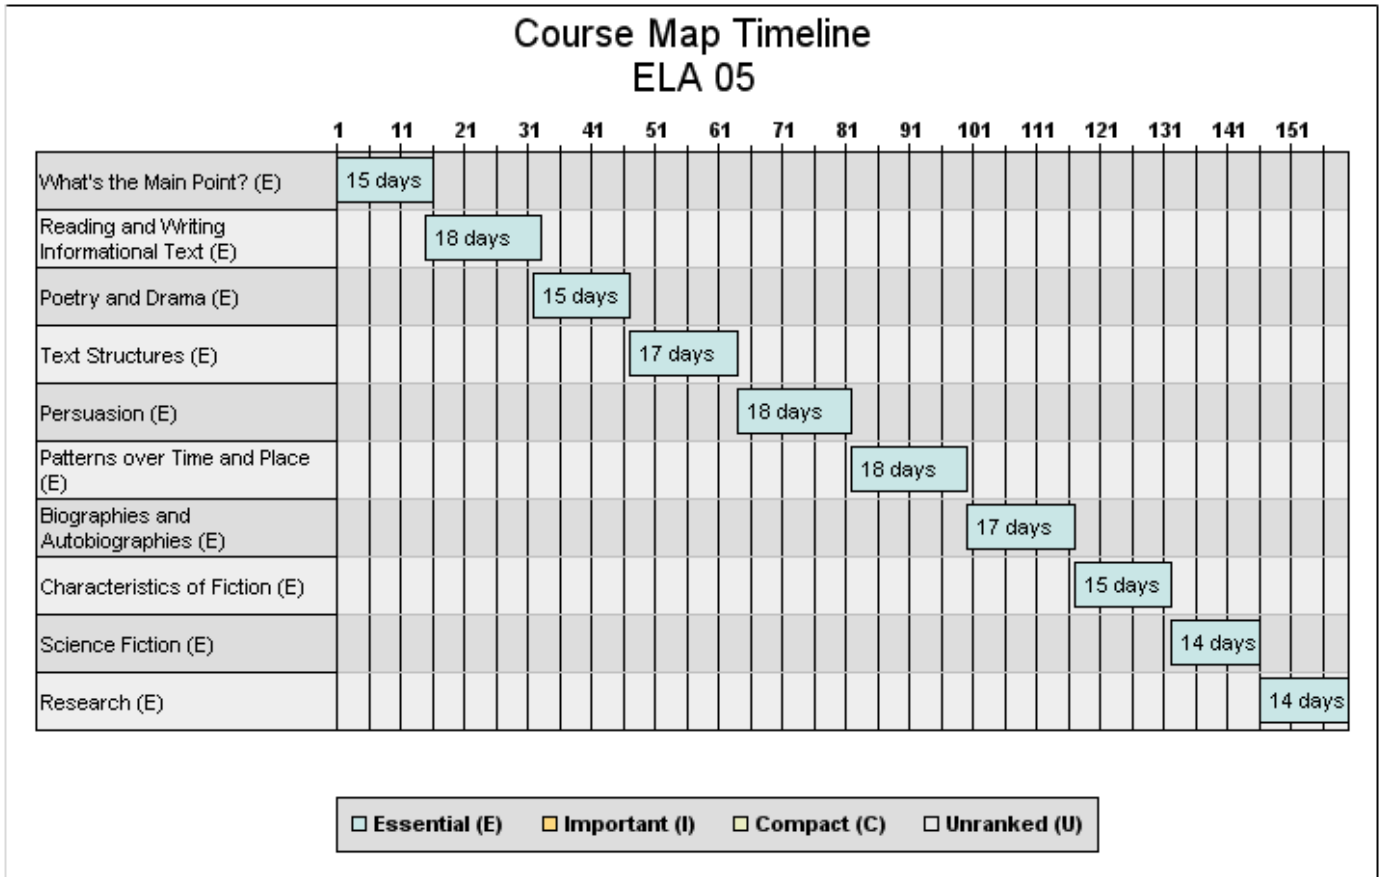 Course Map Timeline
ELA 05
1 11 21 31 41 51 61 71 81 91 101 111 121 131 141 151
What's the Main Point? (E)
15 days
Reading and Writing
Informational Text (E)
18 days
Poetry and Drama (E)
15 days
Text Structures (E)
17 days
Persuasion (E)
18 days
Patterns over Time and Place
(E)
18 days
Biographies and
Autobiographies (E)
17 days
Characteristics of Fiction (E)
15 days
Science Fiction (E)
14 days
Research (E)
14 days
Essential (E) Important (I) Compact (C) Unranked (U)